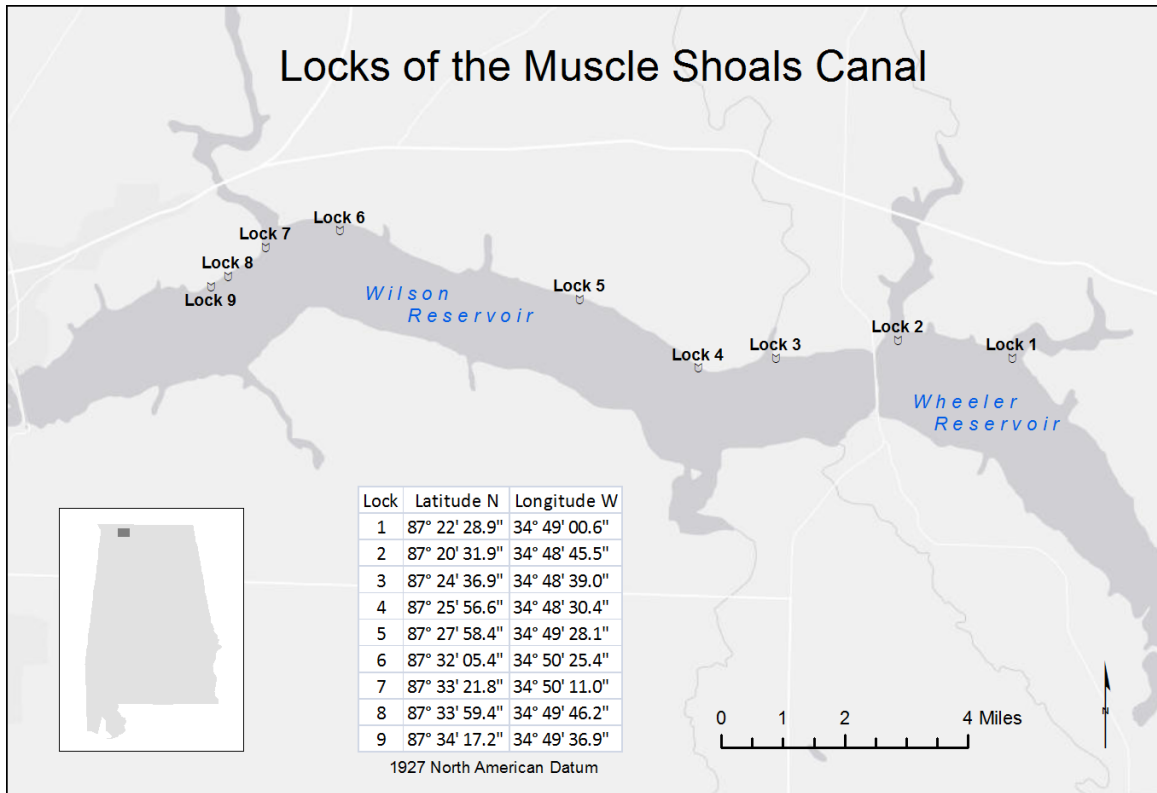 Locks of the Muscle Shoals Canal
Lock 6
Lock 7
Lock 8
Lock 9
Wilson
Reservoir
Lock 5
Lock 4
Lock 3
Lock 2
Lock 1
Wheeler
Reservoir
Lock Latitude N Longitude W
1 87° 22' 28.9" 34° 49' 00.6"
2 87° 20' 31.9" 34° 48' 45.5"
3 87° 24' 36.9" 34° 48' 39.0"
4 87° 25' 56.6" 34° 48' 30.4"
5 87° 27' 58.4" 34° 49' 28.1"
6 87° 32' 05.4" 34° 50' 25.4"
7 87° 33' 21.8" 34° 50' 11.0"
8 87° 33' 59.4" 34° 49' 46.2"
9 87° 34' 17.2" 34° 49' 36.9"
1927 North American Datum
0 1 2 4 Miles
N